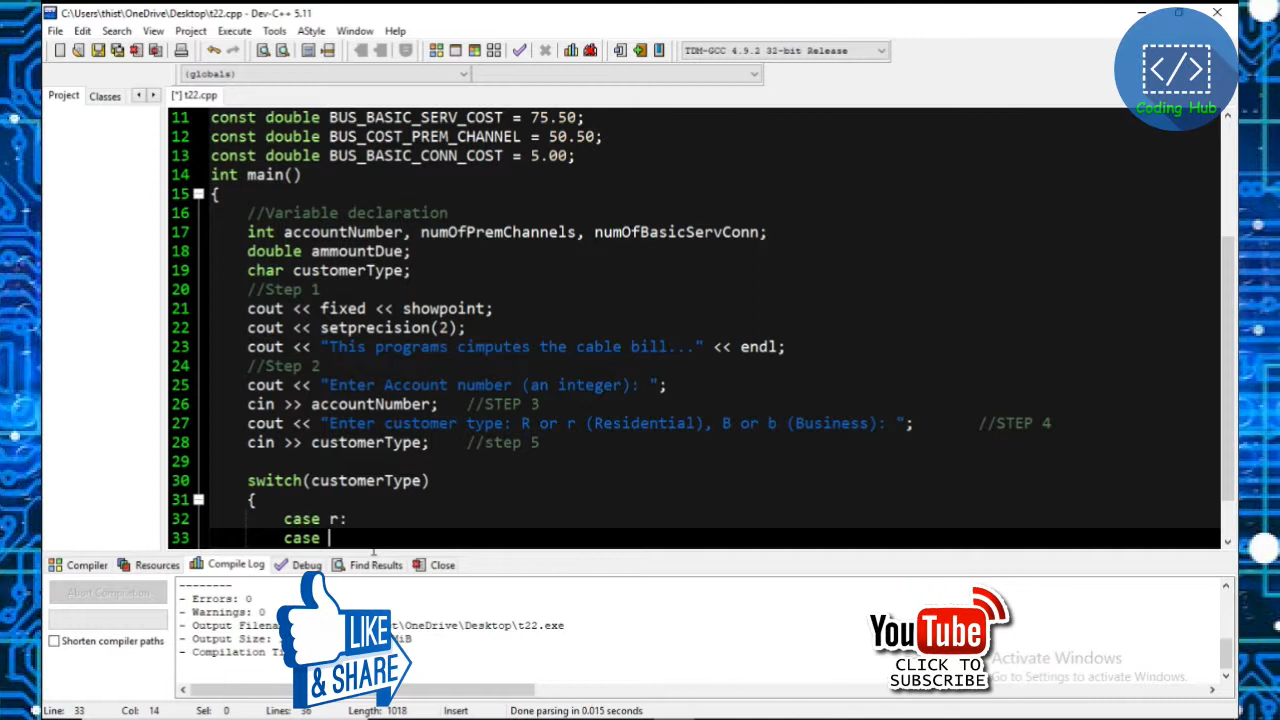 C:\Users\thist\OneDrive\Desktop\t22.cpp - Dev-C++ 5.11
File Edit Search View Project Execute Tools AStyle Window Help
TDM-GCC 4.9.2 32-bit Release
(globals)
Coding Hub
Project Classes
[*] t22.cpp
11 const double BUS_BASIC_SERV_COST = 75.50;
12 const double BUS_COST_PREM_CHANNEL = 50.50;
13 const double BUS_BASIC_CONN_COST = 5.00;
14 int main()
15 {
16 //Variable declaration
17 int accountNumber, numOfPremChannels, numOfBasicServConn;
18 double ammountDue;
19 char customerType;
20 //Step 1
21 cout << fixed << showpoint;
22 cout << setprecision(2);
23 cout << "This programs cimputes the cable bill..." << endl;
24 //Step 2
25 cout << "Enter Account number (an integer): ";
26 cin >> accountNumber; //STEP 3
27 cout << "Enter customer type: R or r (Residential), B or b (Business): "; //STEP 4
28 cin >> customerType; //step 5
29
30 switch(customerType)
31 {
32 case r:
33 case
Compiler Resources Compile Log Debug Find Results Close
Abort Compilation
Shorten compiler paths
--------
- Errors: 0
- Warnings: 0
- Output Filena t\OneDrive\Desktop\t22.exe
- Output Size: MiB
- Compilation Ti
LIKE
& SHARE
YouTube
CLICK TO
SUBSCRIBE
Activate Windows
Go to Settings to activate Windows.
Line: 33 Col: 14 Sel: 0 Lines: Length: 1018 Insert Done parsing in 0.015 seconds